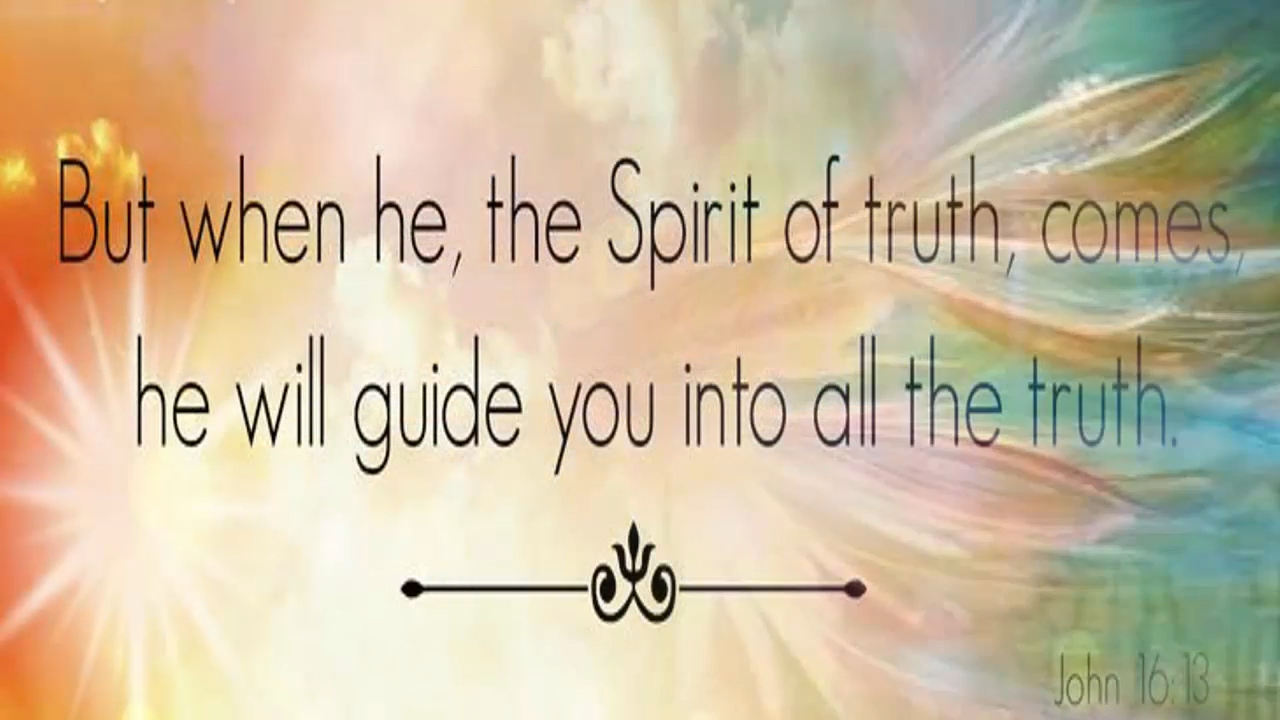 But when he, the Spirit of truth, comes,
he will guide you into all the truth.
John 16:13